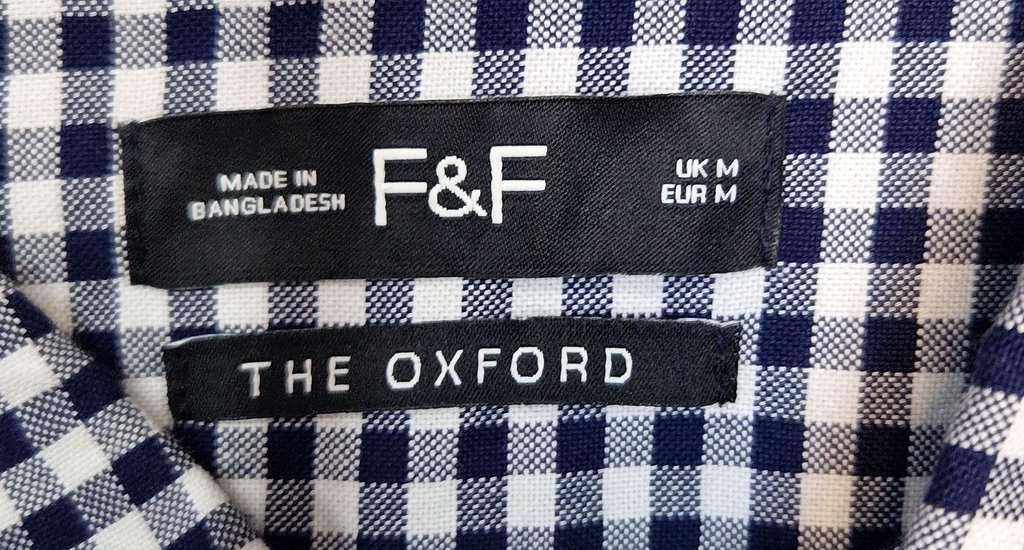 MADE IN
BANGLADESH
F&F
UK M
EUR M
THE OXFORD